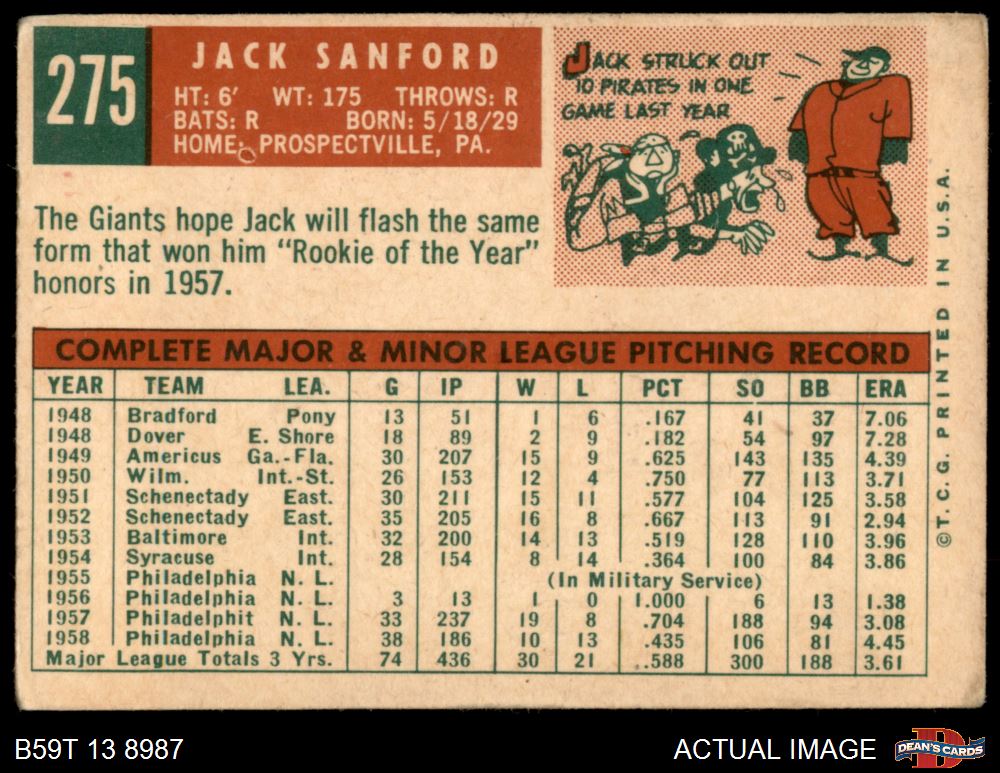 275
JACK SANFORD
HT: 6' WT: 175 THROWS: R
BATS: R BORN: 5/18/29
HOME: PROSPECTVILLE, PA.
JACK STRUCK OUT
10 PIRATES IN ONE
GAME LAST YEAR
The Giants hope Jack will flash the same
form that won him "Rookie of the Year"
honors in 1957.
COMPLETE MAJOR & MINOR LEAGUE PITCHING RECORD
YEAR TEAM LEA. G IP W L PCT SO BB ERA
1948 Bradford Pony 13 51 1 6 .167 41 37 7.06
1948 Dover E. Shore 18 89 2 9 .182 54 97 7.28
1949 Americus Ga.-Fla. 30 207 15 9 .625 143 135 4.39
1950 Wilm. Int.-St. 26 153 12 4 .750 77 113 3.71
1951 Schenectady East. 30 211 15 11 .577 104 125 3.58
1952 Schenectady East. 35 205 16 8 .667 113 91 2.94
1953 Baltimore Int. 32 200 14 13 .519 128 110 3.96
1954 Syracuse Int. 28 154 8 14 .364 100 84 3.86
1955 Philadelphia N. L. (In Military Service)
1956 Philadelphia N. L. 3 13 1 0 1.000 6 13 1.38
1957 Philadelphit N. L. 33 237 19 8 .704 188 94 3.08
1958 Philadelphia N. L. 38 186 10 13 .435 106 81 4.45
Major League Totals 3 Yrs. 74 436 30 21 .588 300 188 3.61
©T. C. G. PRINTED IN U.S.A.
B59T 13 8987
ACTUAL IMAGE
D
DEAN'S CARDS